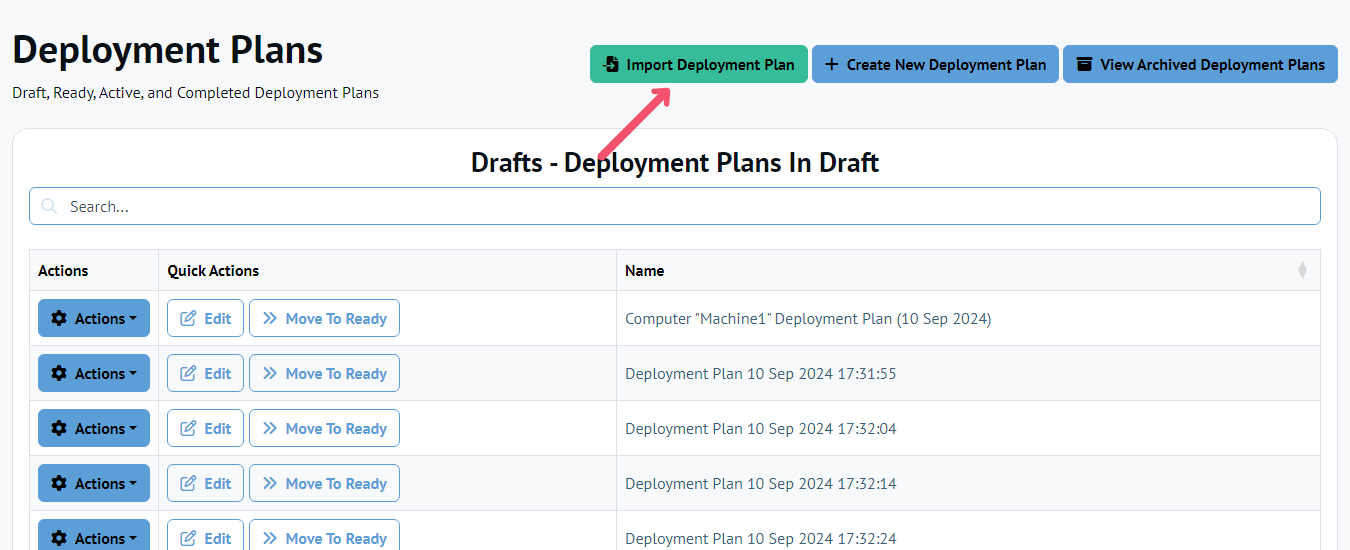 Deployment Plans
Import Deployment Plan
Create New Deployment Plan
View Archived Deployment Plans
Draft, Ready, Active, and Completed Deployment Plans
Drafts - Deployment Plans In Draft
Search...
Actions Quick Actions Name
Actions Edit Move To Ready Computer "Machine1" Deployment Plan (10 Sep 2024)
Actions Edit Move To Ready Deployment Plan 10 Sep 2024 17:31:55
Actions Edit Move To Ready Deployment Plan 10 Sep 2024 17:32:04
Actions Edit Move To Ready Deployment Plan 10 Sep 2024 17:32:14
Actions Edit Move To Ready Deployment Plan 10 Sep 2024 17:32:24